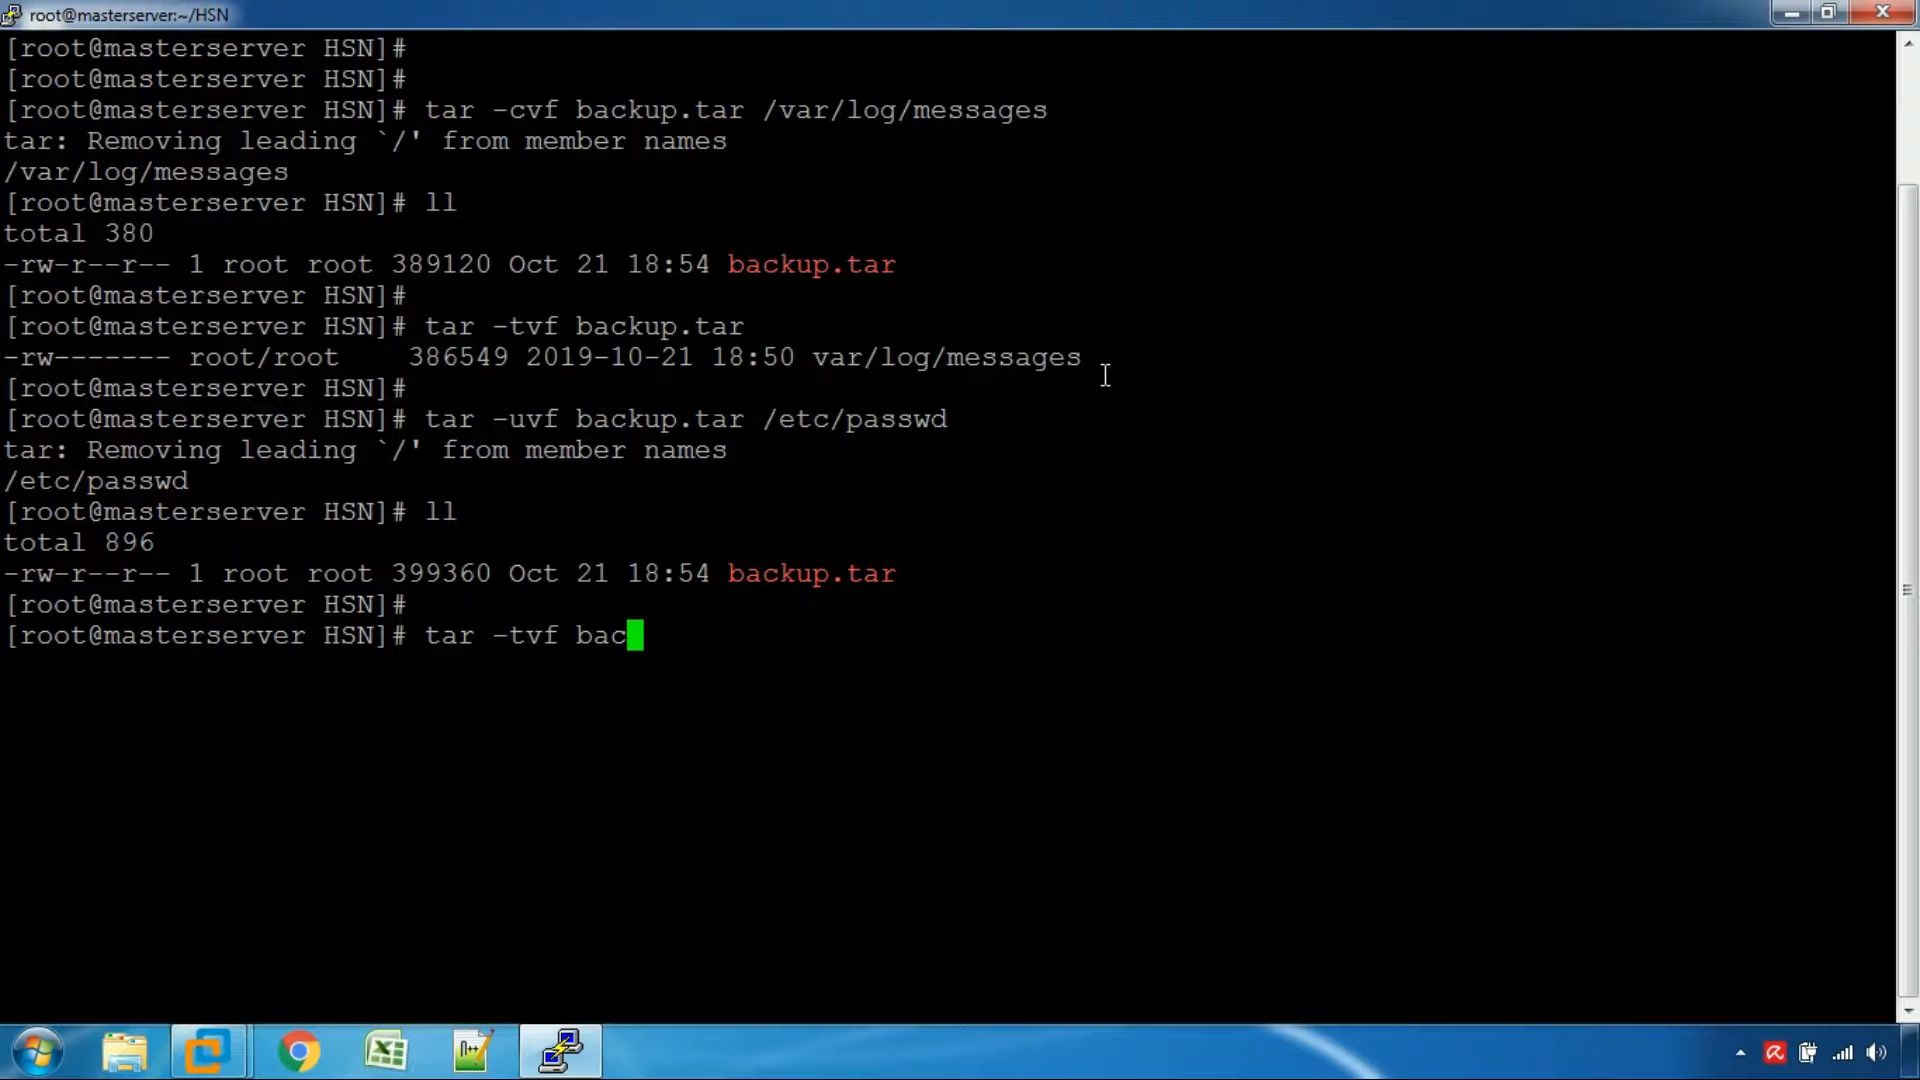 root@masterserver:~/HSN
[root@masterserver HSN]#
[root@masterserver HSN]#
[root@masterserver HSN]# tar -cvf backup.tar /var/log/messages
tar: Removing leading `/' from member names
/var/log/messages
[root@masterserver HSN]# ll
total 380
-rw-r--r-- 1 root root 389120 Oct 21 18:54 backup.tar
[root@masterserver HSN]#
[root@masterserver HSN]# tar -tvf backup.tar
-rw------- root/root    386549 2019-10-21 18:50 var/log/messages
[root@masterserver HSN]#
[root@masterserver HSN]# tar -uvf backup.tar /etc/passwd
tar: Removing leading `/' from member names
/etc/passwd
[root@masterserver HSN]# ll
total 896
-rw-r--r-- 1 root root 399360 Oct 21 18:54 backup.tar
[root@masterserver HSN]#
[root@masterserver HSN]# tar -tvf bac